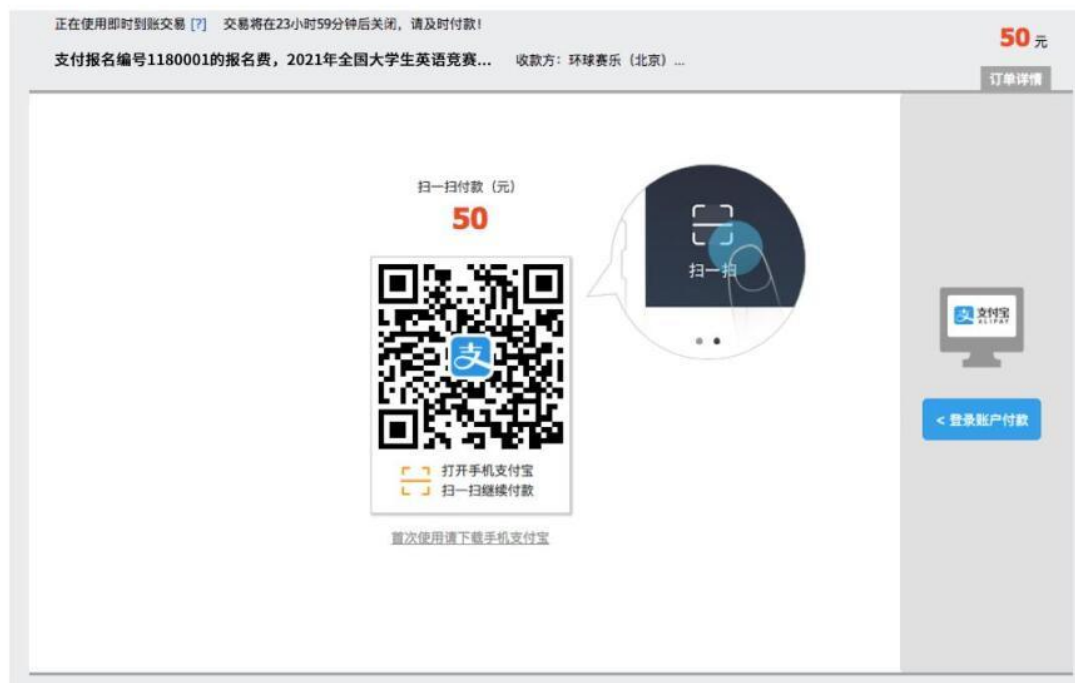 正在使用即时到账交易 [?] 交易将在23小时59分钟后关闭，请及时付款!
50 元
支付报名编号1180001的报名费，2021年全国大学生英语竞赛... 收款方：环球赛乐（北京）...
订单详情
扫一扫付款（元）
50
扫一扫
支
支付宝
ALIPAY
< 登录账户付款
打开手机支付宝
扫一扫继续付款
首次使用请下载手机支付宝